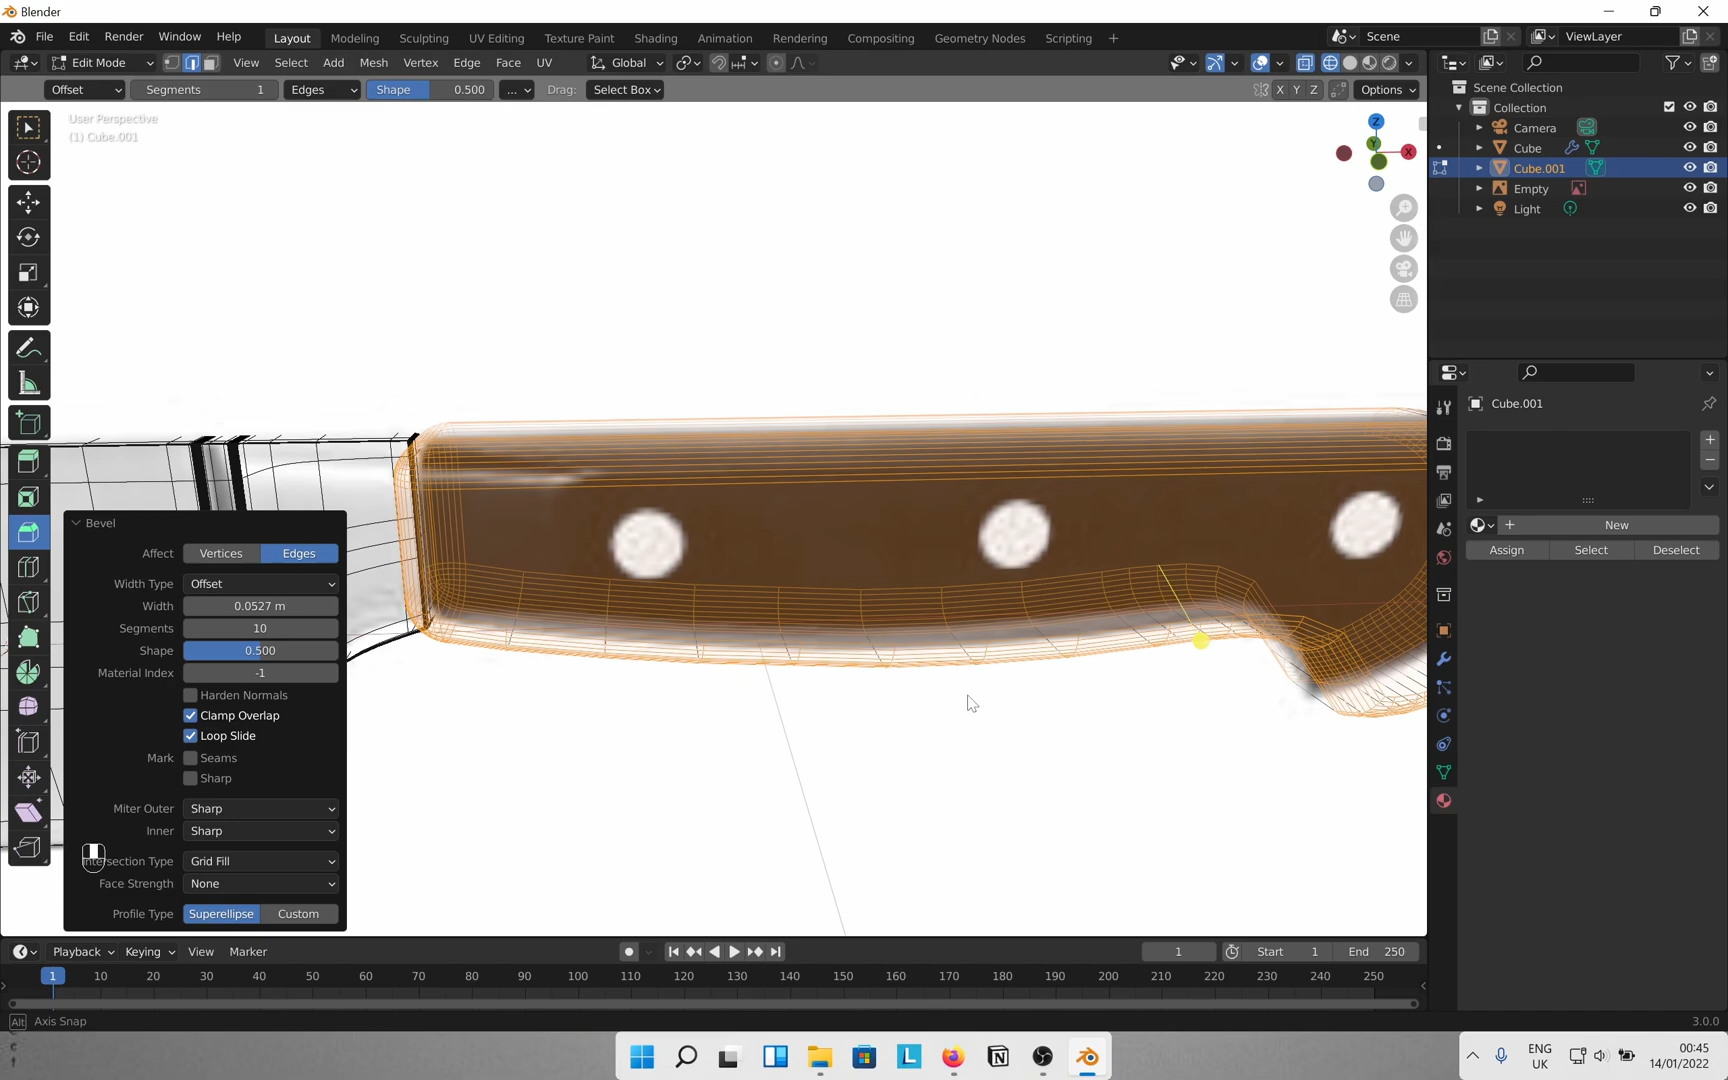 Blender
File Edit Render Window Help Layout Modeling Sculpting UV Editing Texture Paint Shading Animation Rendering Compositing Geometry Nodes Scripting + Scene ViewLayer
Edit Mode View Select Add Mesh Vertex Edge Face UV Global
Offset Segments 1 Edges Shape 0.500 ... Drag: Select Box X Y Z Options
User Perspective
(1) Cube.001
Z
Y
X
Scene Collection
Collection
Camera
Cube
Cube.001
Empty
Light
Cube.001
New
Assign Select Deselect
Bevel
Affect Vertices Edges
Width Type Offset
Width 0.0527 m
Segments 10
Shape 0.500
Material Index -1
Harden Normals
Clamp Overlap
Loop Slide
Mark Seams
Sharp
Miter Outer Sharp
Inner Sharp
ntersection Type Grid Fill
Face Strength None
Profile Type Superellipse Custom
Playback Keying View Marker 1 Start 1 End 250
1 10 20 30 40 50 60 70 80 90 100 110 120 130 140 150 160 170 180 190 200 210 220 230 240 250
Alt Axis Snap 3.0.0
ENG
UK
00:45
14/01/2022